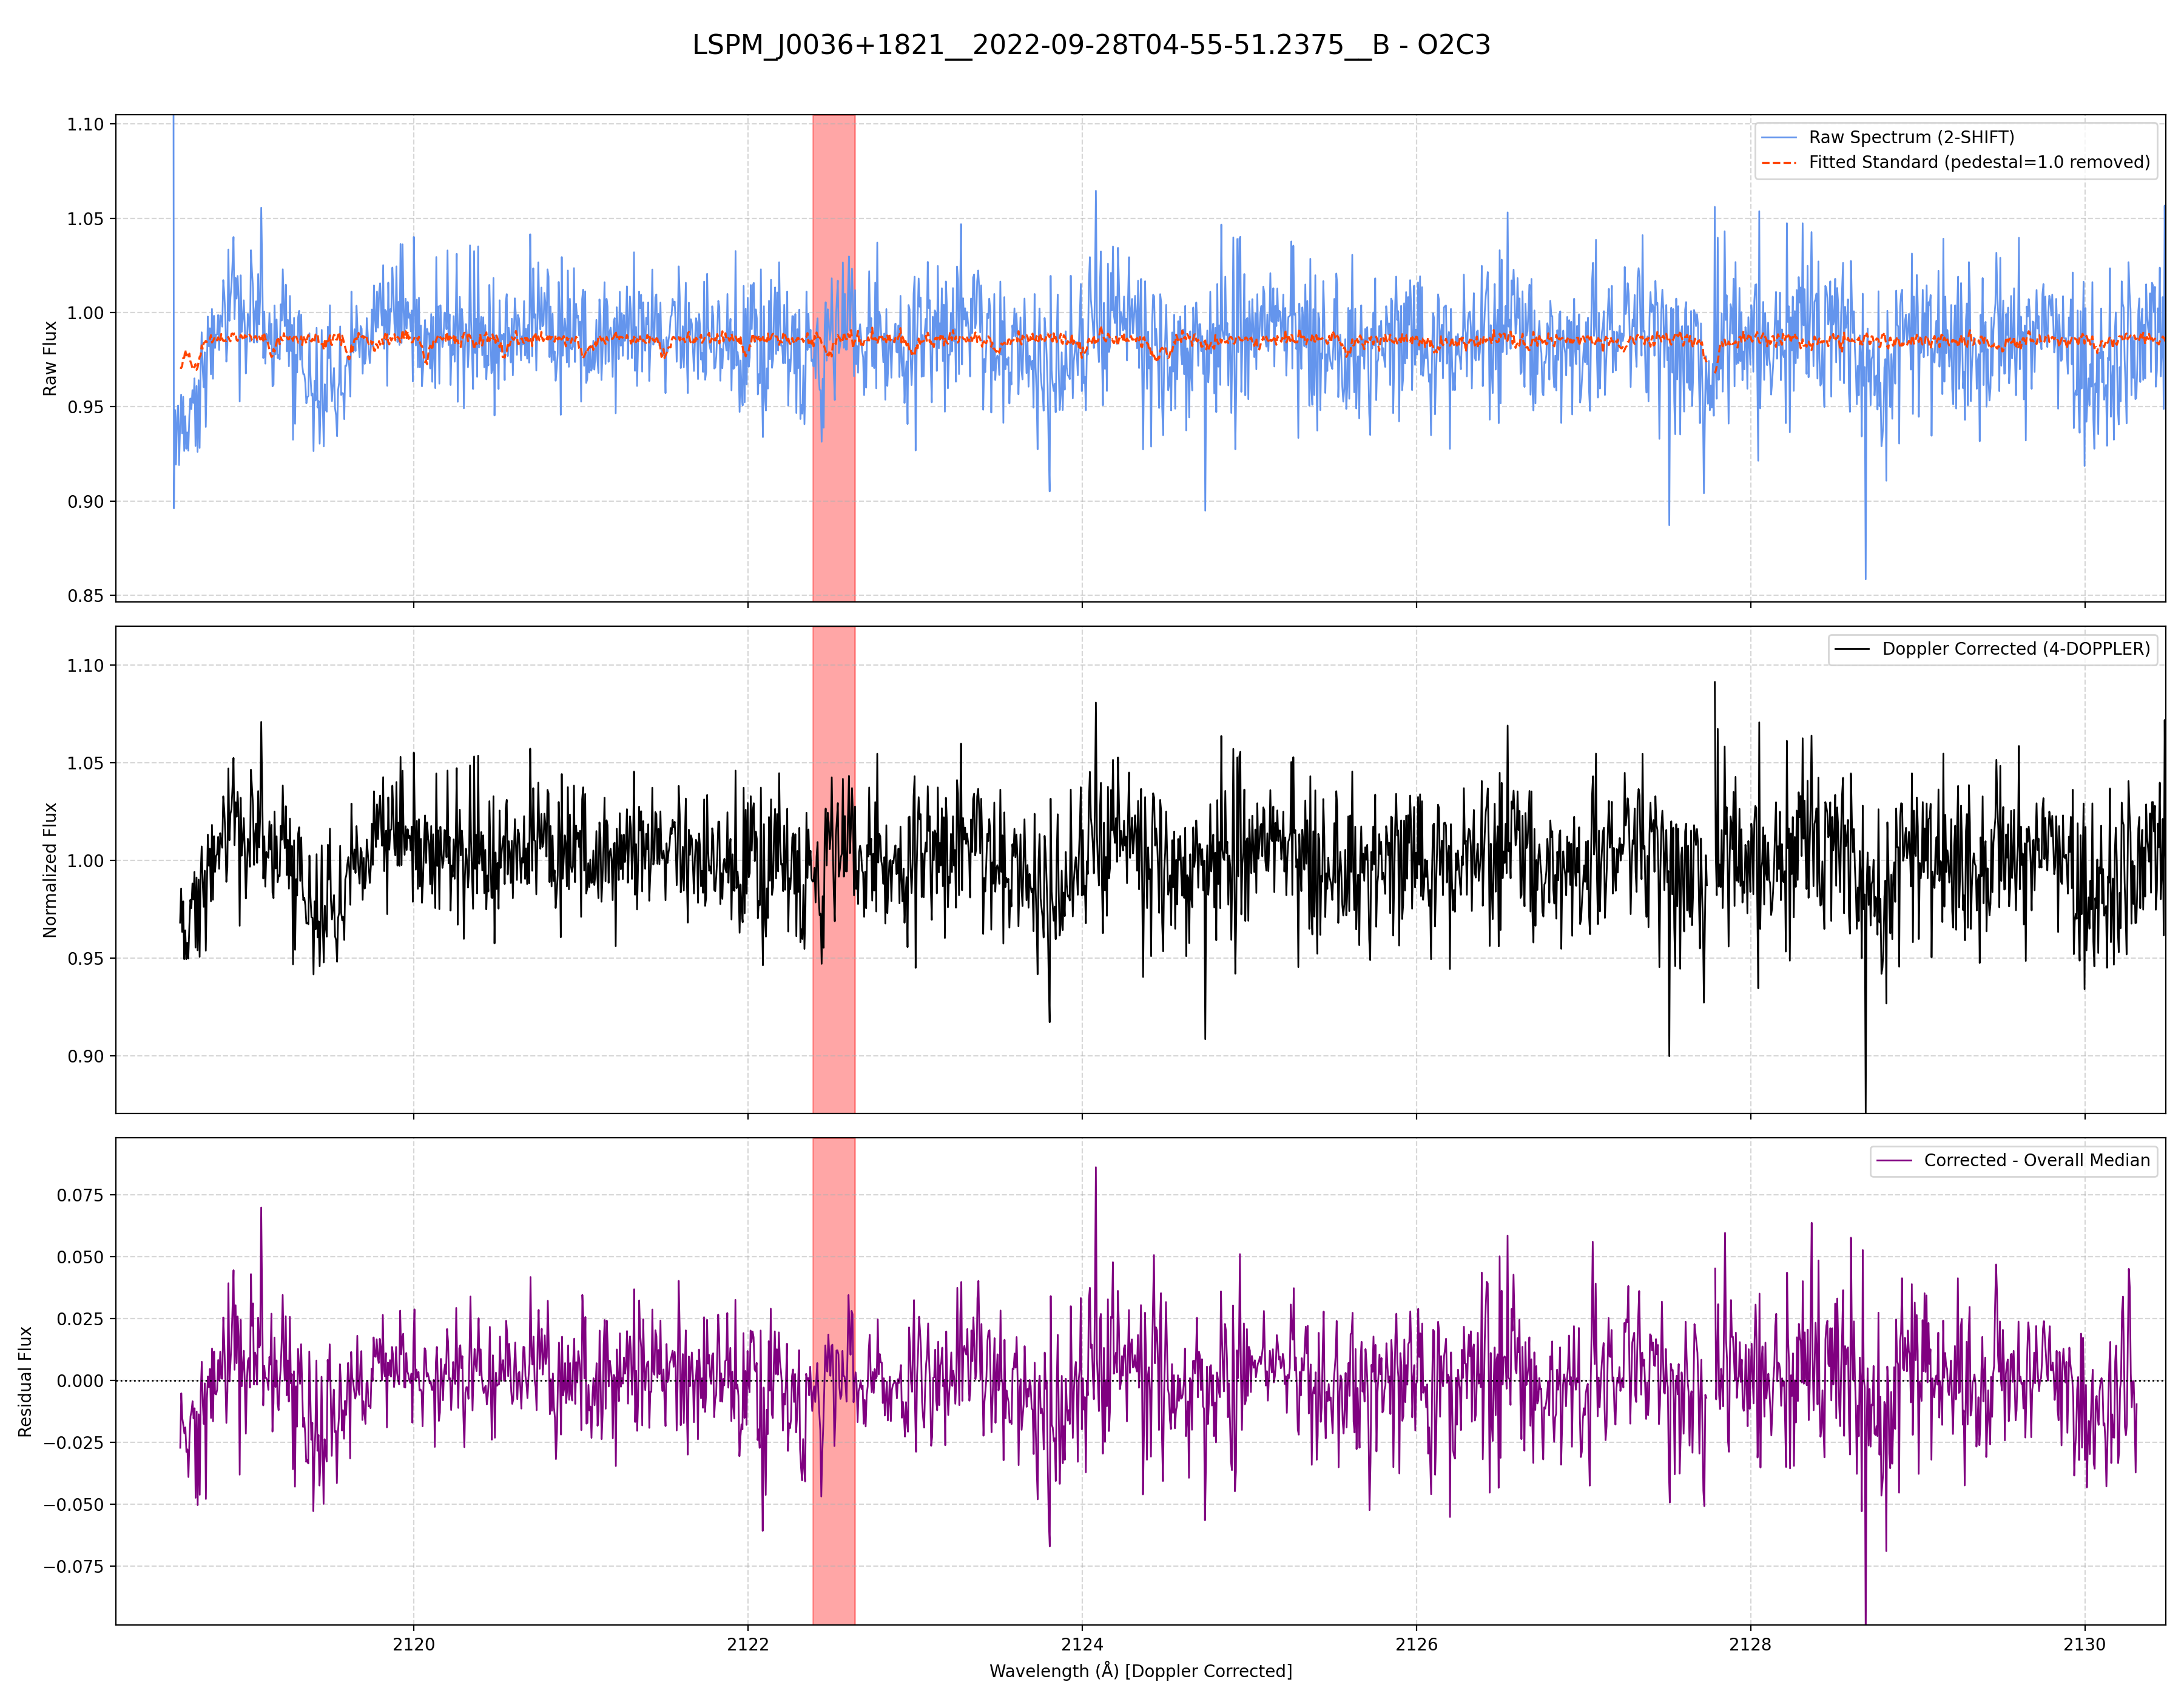 LSPM_J0036+1821__2022-09-28T04-55-51.2375__B - O2C3
1.10
1.05
1.00
0.95
0.90
0.85
Raw Flux
Raw Spectrum (2-SHIFT)
Fitted Standard (pedestal=1.0 removed)
1.10
1.05
1.00
0.95
0.90
Normalized Flux
Doppler Corrected (4-DOPPLER)
0.075
0.050
0.025
0.000
−0.025
−0.050
−0.075
Residual Flux
Corrected - Overall Median
2120 2122 2124 2126 2128 2130
Wavelength (Å) [Doppler Corrected]